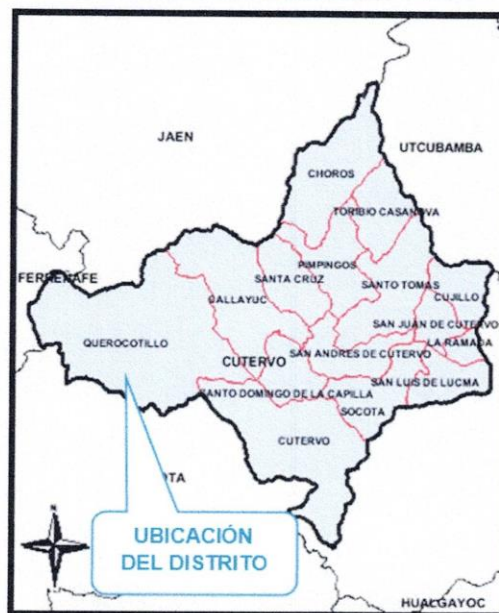 JAEN
UTCUBAMBA
CHOROS
TORIBIO CASANOVA
PIMPINGOS
FERREÑAFE
SANTA CRUZ
SANTO TOMAS
CALLAYUC
CUJILLO
SAN JUAN DE CUTERVO
QUEROCOTILLO
LA RAMADA
CUTERVO
SAN ANDRES DE CUTERVO
SANTO DOMINGO DE LA CAPILLA
SAN LUIS DE LUCMA
SOCOTA
CUTERVO
OTA
N
UBICACIÓN
DEL DISTRITO
HUALGAYOC